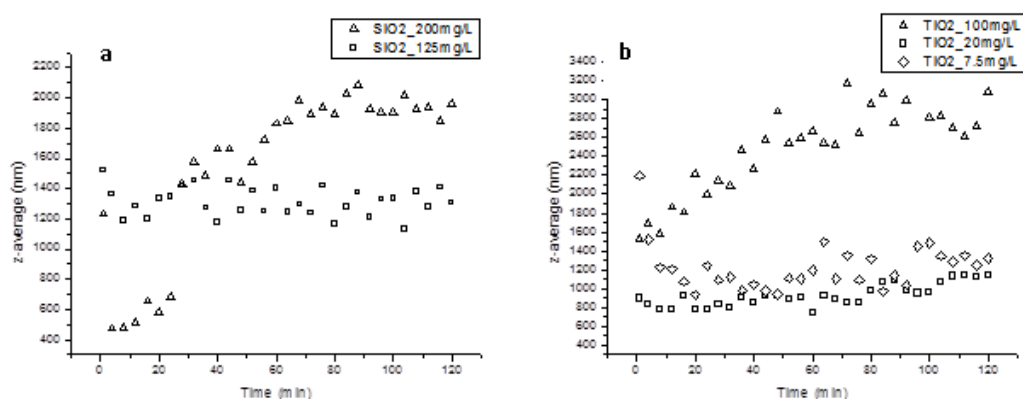 a
SIO2_200mg/L
SIO2_125mg/L
2200
2000
1800
1600
1400
1200
1000
800
600
400
z-average (nm)
0 20 40 60 80 100 120
Time (min)
b
TIO2_100mg/L
TIO2_20mg/L
TIO2_7.5mg/L
3400
3200
3000
2800
2600
2400
2200
2000
1800
1600
1400
1200
1000
800
600
400
z-average (nm)
0 20 40 60 80 100 120
Time (min)